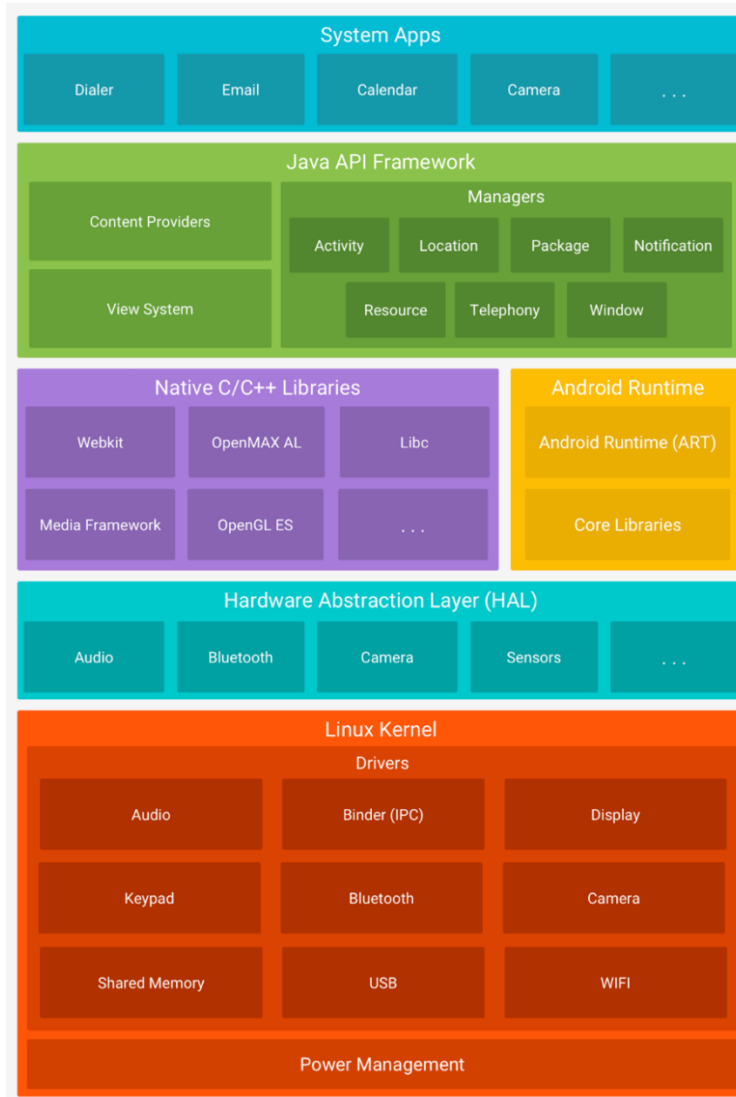 System Apps
Dialer
Email
Calendar
Camera
. . .
Java API Framework
Content Providers
View System
Managers
Activity
Location
Package
Notification
Resource
Telephony
Window
Native C/C++ Libraries
Webkit
OpenMAX AL
Libc
Media Framework
OpenGL ES
. . .
Android Runtime
Android Runtime (ART)
Core Libraries
Hardware Abstraction Layer (HAL)
Audio
Bluetooth
Camera
Sensors
. . .
Linux Kernel
Drivers
Audio
Binder (IPC)
Display
Keypad
Bluetooth
Camera
Shared Memory
USB
WIFI
Power Management